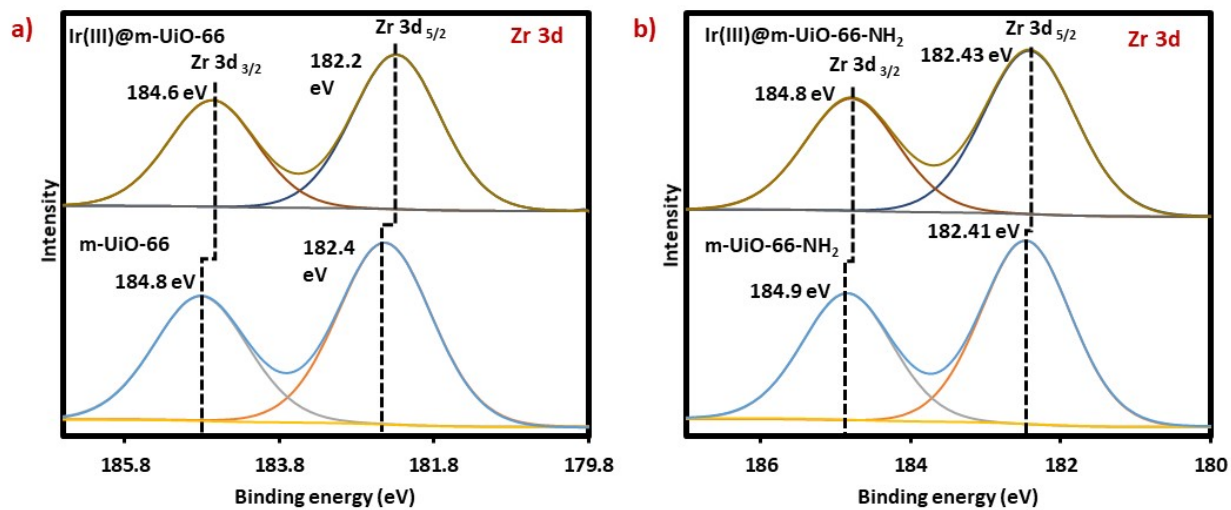 a)
Ir(III)@m-UiO-66
Zr 3d 5/2
Zr 3d
Zr 3d 3/2
182.2
eV
184.6 eV
m-UiO-66
182.4
eV
184.8 eV
Intensity
185.8 183.8 181.8 179.8
Binding energy (eV)
b)
Ir(III)@m-UiO-66-NH2
Zr 3d 5/2
Zr 3d
Zr 3d 3/2
182.43 eV
184.8 eV
m-UiO-66-NH2
182.41 eV
184.9 eV
Intensity
186 184 182 180
Binding energy (eV)